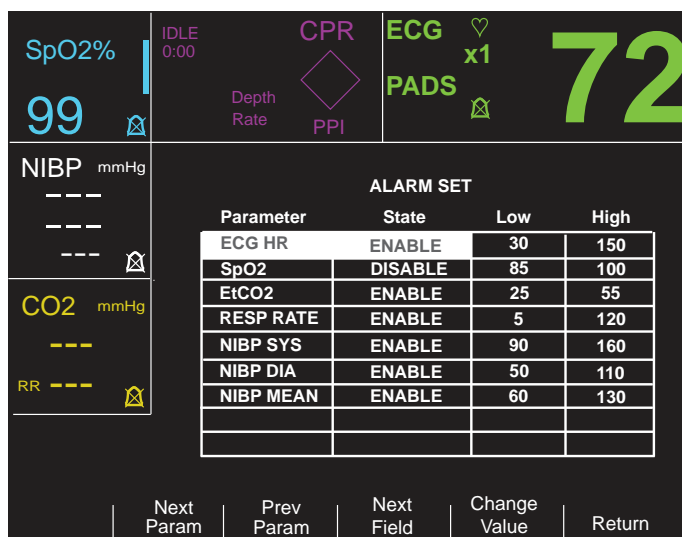 SpO2%
99
IDLE
0:00
CPR
Depth
Rate
PPI
ECG
x1
PADS
72
NIBP mmHg
---
---
---
CO2 mmHg
---
RR ---
ALARM SET
Parameter State Low High
ECG HR ENABLE 30 150
SpO2 DISABLE 85 100
EtCO2 ENABLE 25 55
RESP RATE ENABLE 5 120
NIBP SYS ENABLE 90 160
NIBP DIA ENABLE 50 110
NIBP MEAN ENABLE 60 130
Next Param
Prev Param
Next Field
Change Value
Return